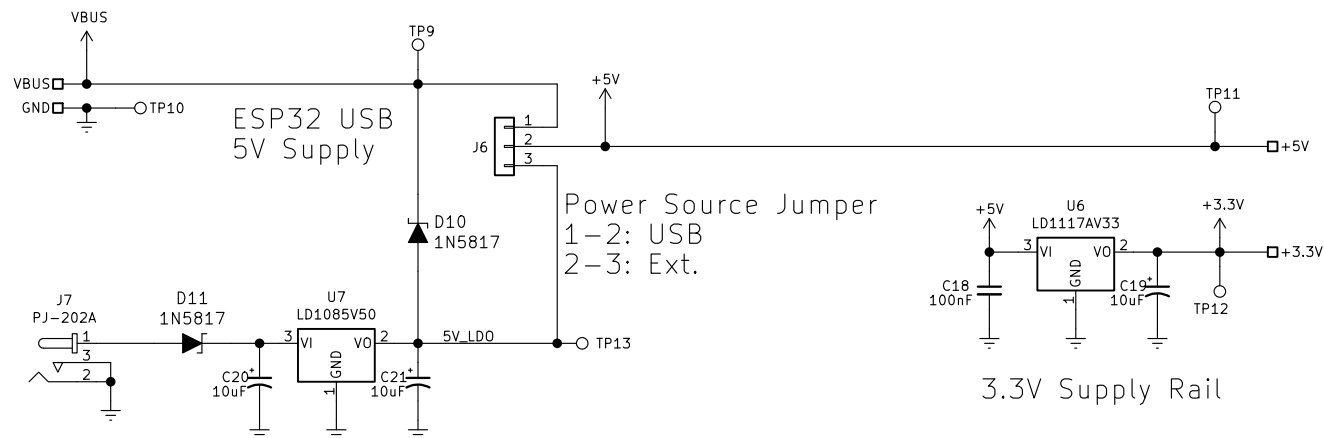 VBUS
TP9
VBUS
+5V
TP11
GND
TP10
ESP32 USB
5V Supply
J6
1
2
3
+5V
Power Source Jumper
1-2: USB
2-3: Ext.
D10
1N5817
+5V
U6
LD1117AV33
+3.3V
3
VI
VO
2
GND
1
+3.3V
C18
100nF
C19
+
10uF
TP12
J7
PJ-202A
1
3
2
D11
1N5817
U7
LD1085V50
3
VI
VO
2
GND
1
5V_LDO
TP13
C20
+
10uF
C21
+
10uF
3.3V Supply Rail